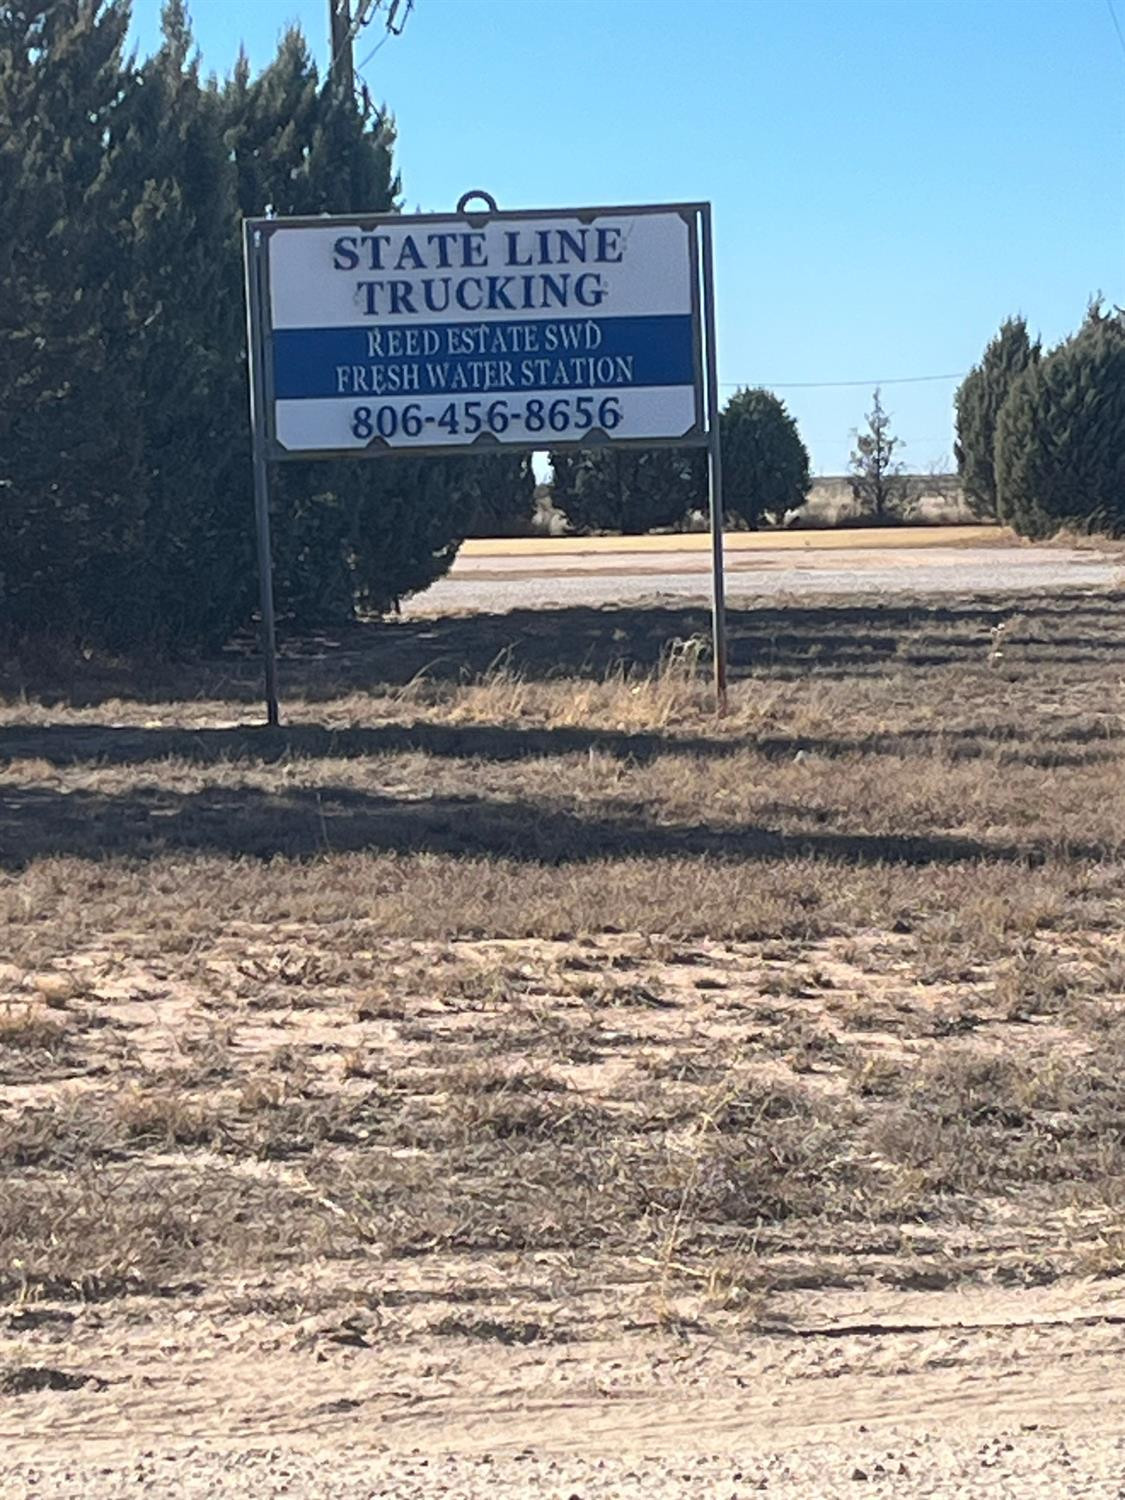 STATE LINE
TRUCKING
REED ESTATE SWD
FRESH WATER STATION
806-456-8656